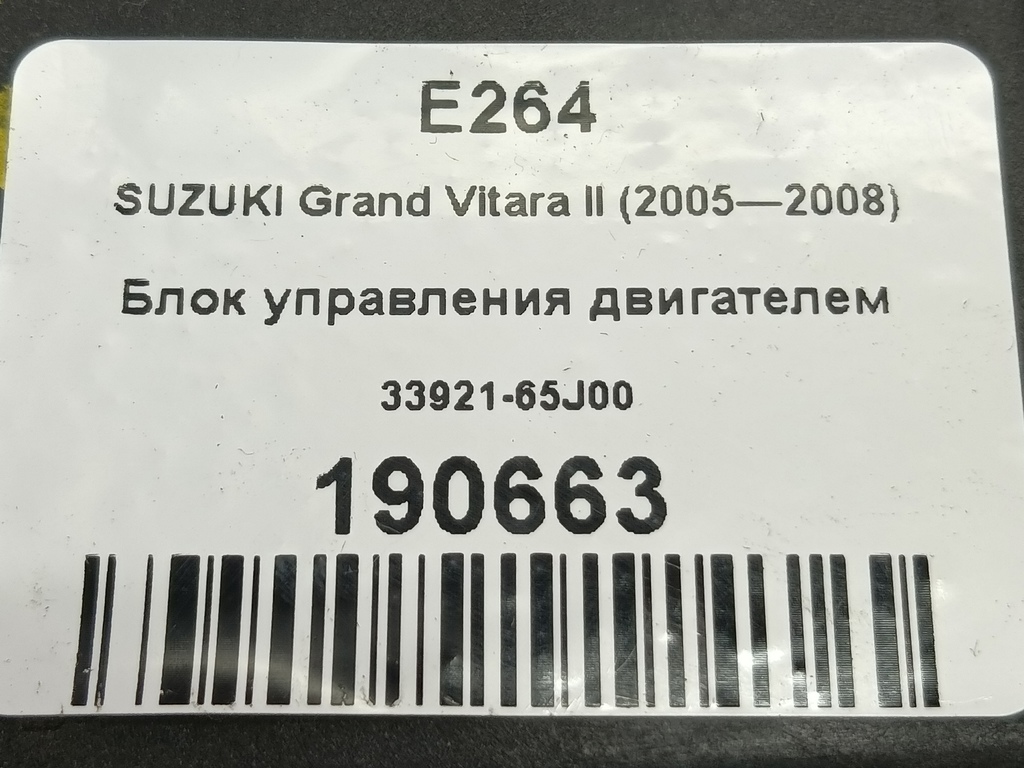 E264
SUZUKI Grand Vitara II (2005—2008)
Блок управления двигателем
33921-65J00
190663